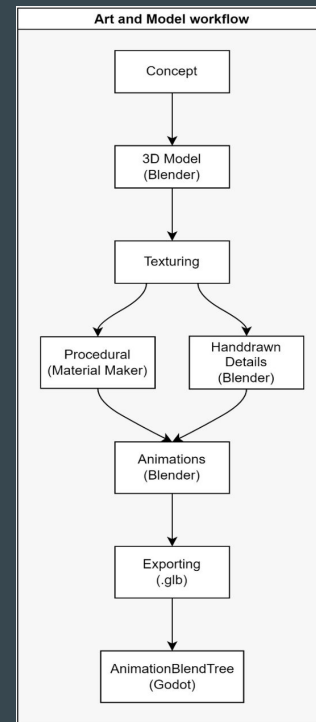 Art and Model workflow
Concept
3D Model
(Blender)
Texturing
Procedural
(Material Maker)
Handdrawn
Details
(Blender)
Animations
(Blender)
Exporting
(.glb)
AnimationBlendTree
(Godot)